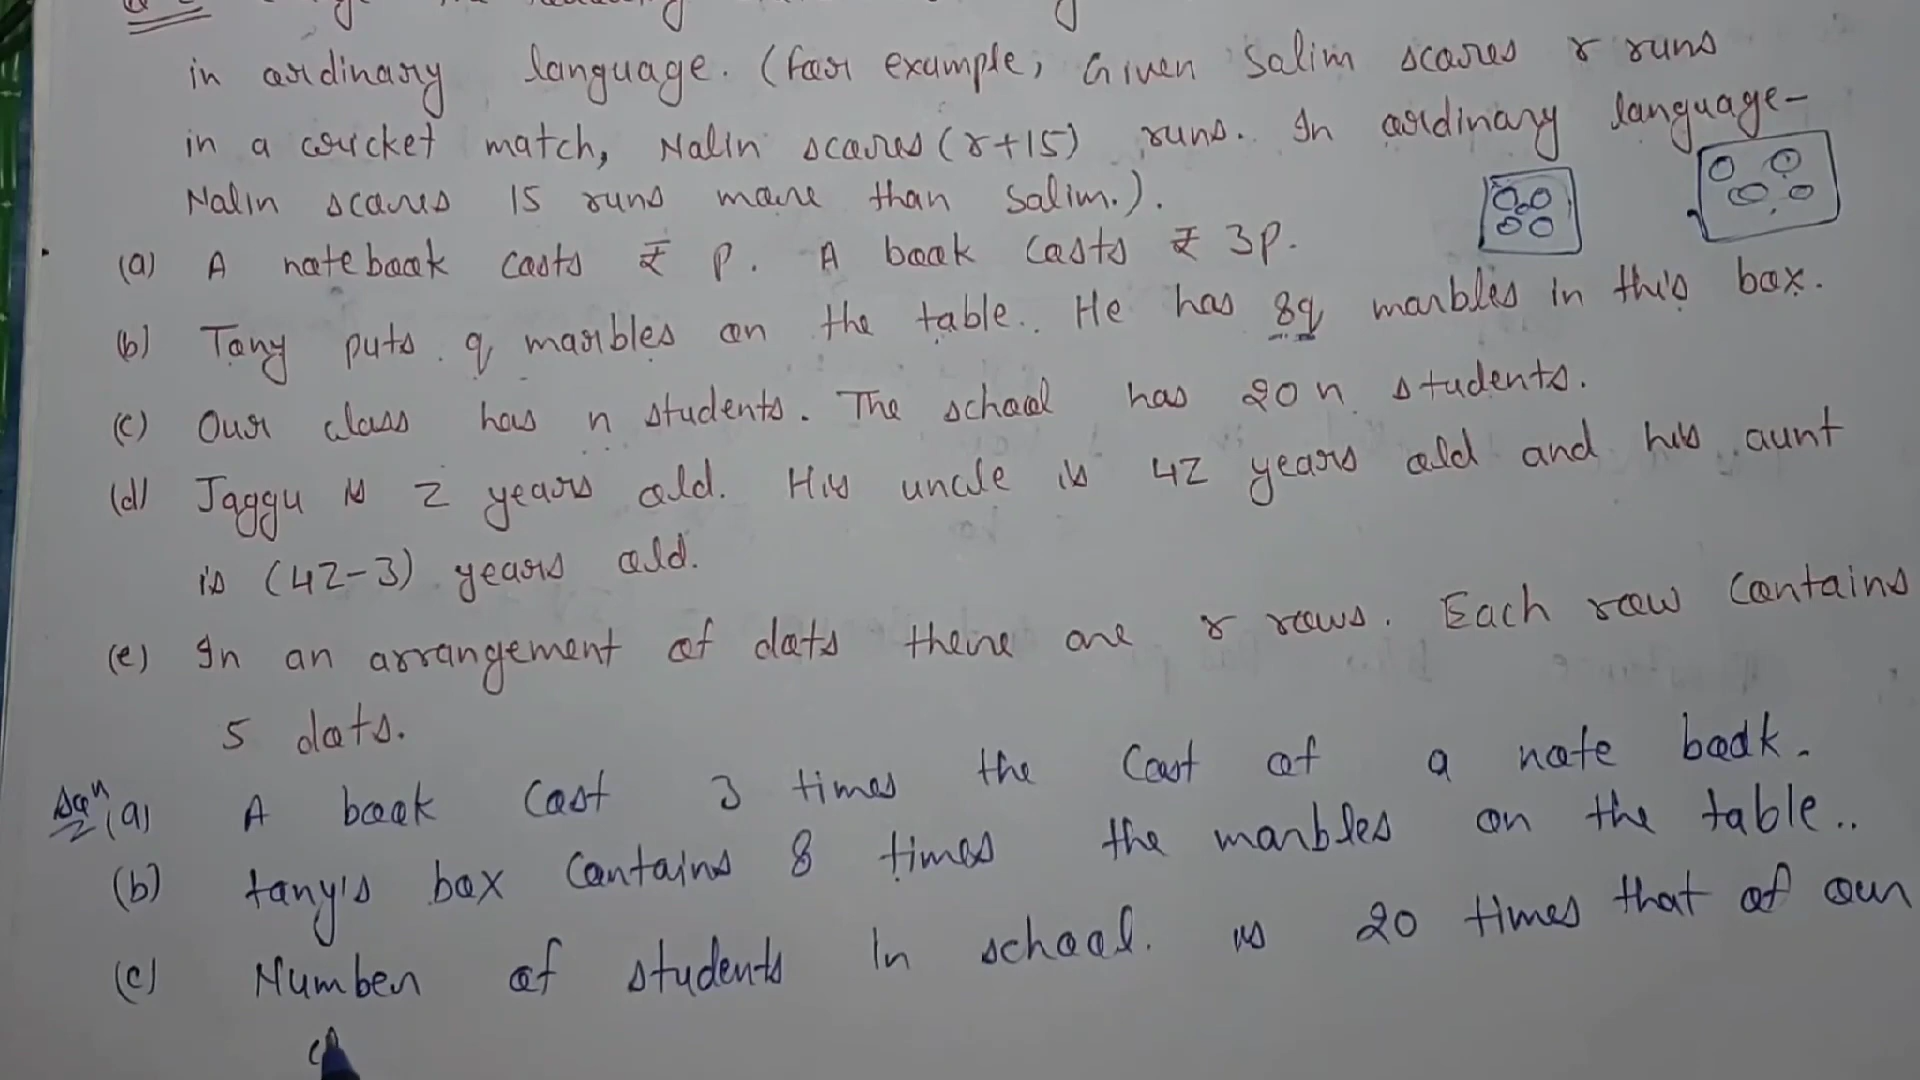 in ordinary language. (For example, Given Salim scores r runs
in a cricket match, Nalin scores (r+15) runs. In ordinary language-
Nalin scores 15 runs more than Salim.).
(a) A notebook costs ₹ p. A book costs ₹ 3p.
(b) Tony puts q marbles on the table. He has 8q marbles in this box.
(c) Our class has n students. The school has 20n students.
(d) Jaggu is z years old. His uncle is 4z years old and his aunt
is (4z-3) years old.
(e) In an arrangement of dots there are r rows. Each row contains
5 dots.
(a) A book cost 3 times the cost of a note book.
(b) tony's box contains 8 times the marbles on the table..
(c) Number of students in school. is 20 times that of our